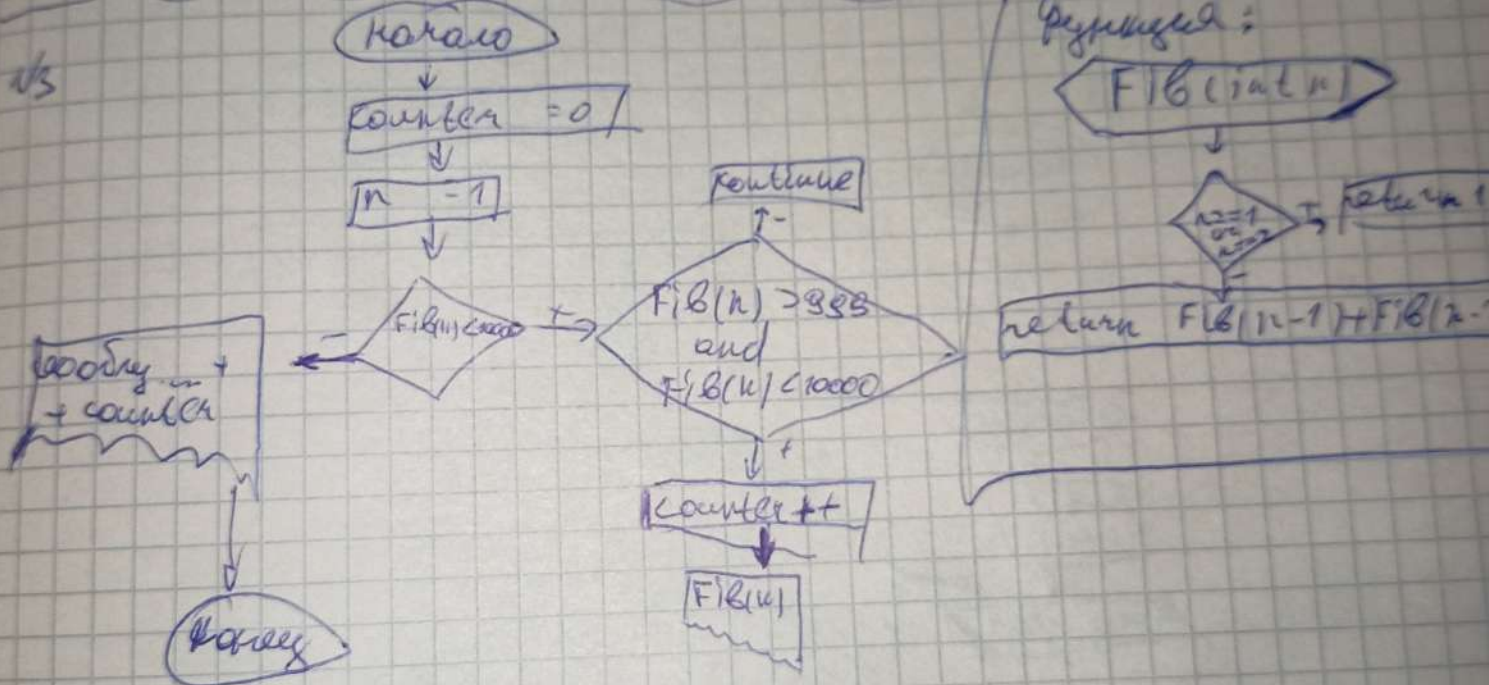 √3
начало
counter = 0
n - 1
Fib(n)<10000
+
-
continue
-
Fib(n) > 999
and
Fib(n) < 10000
+
counter ++
Fib(n)
+
+ counter
конец
функция:
Fib(int n)
n==1
or
n==2
+
return 1
-
return Fib(n-1)+Fib(n-